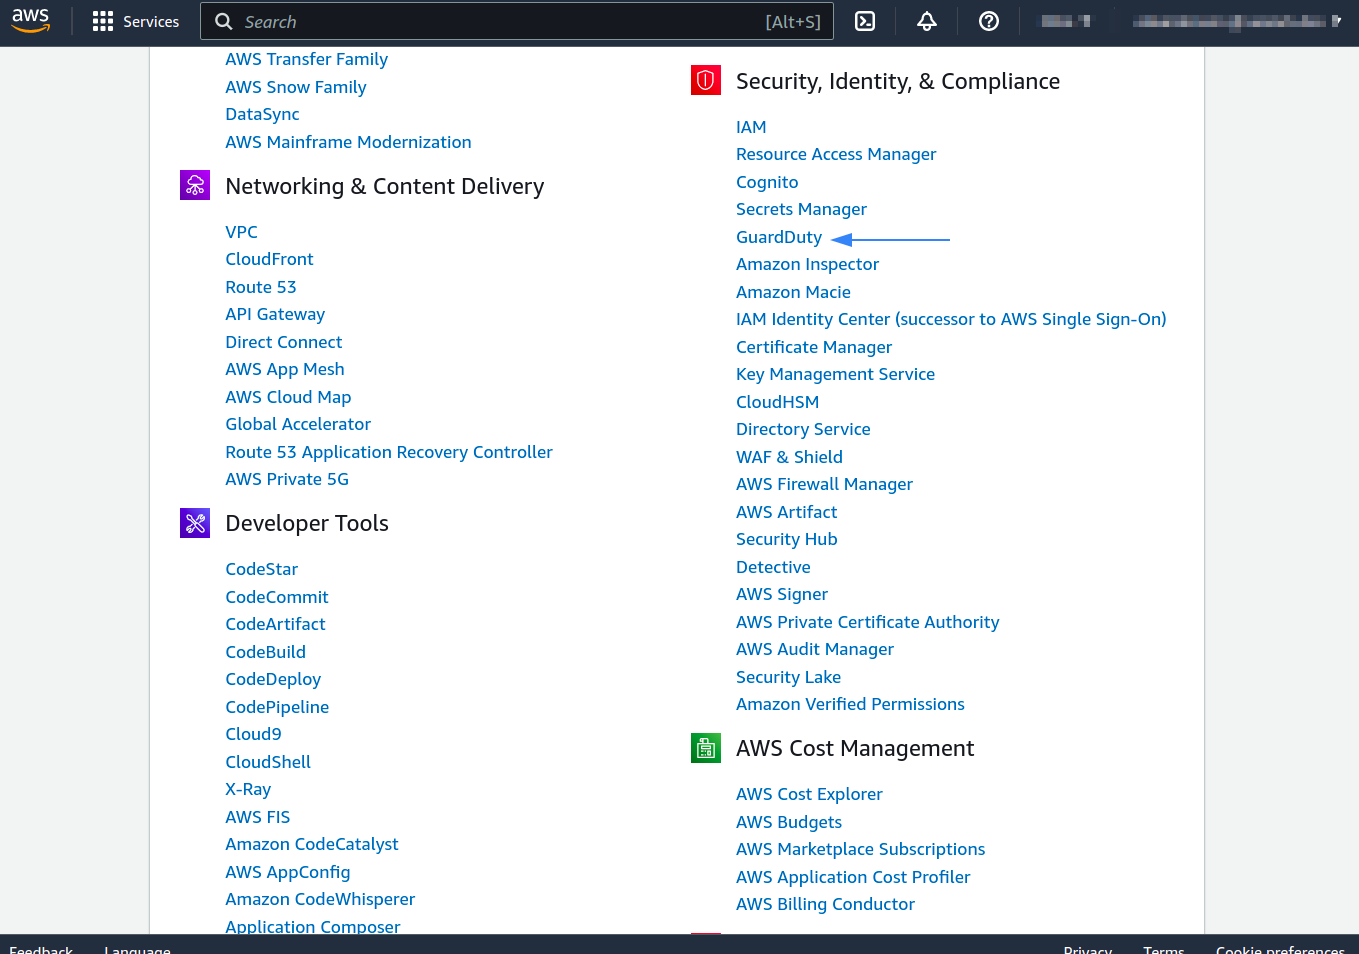 aws
Services
Search
[Alt+S]
AWS Transfer Family
AWS Snow Family
DataSync
AWS Mainframe Modernization
Networking & Content Delivery
VPC
CloudFront
Route 53
API Gateway
Direct Connect
AWS App Mesh
AWS Cloud Map
Global Accelerator
Route 53 Application Recovery Controller
AWS Private 5G
Developer Tools
CodeStar
CodeCommit
CodeArtifact
CodeBuild
CodeDeploy
CodePipeline
Cloud9
CloudShell
X-Ray
AWS FIS
Amazon CodeCatalyst
AWS AppConfig
Amazon CodeWhisperer
Application Composer
Security, Identity, & Compliance
IAM
Resource Access Manager
Cognito
Secrets Manager
GuardDuty
Amazon Inspector
Amazon Macie
IAM Identity Center (successor to AWS Single Sign-On)
Certificate Manager
Key Management Service
CloudHSM
Directory Service
WAF & Shield
AWS Firewall Manager
AWS Artifact
Security Hub
Detective
AWS Signer
AWS Private Certificate Authority
AWS Audit Manager
Security Lake
Amazon Verified Permissions
AWS Cost Management
AWS Cost Explorer
AWS Budgets
AWS Marketplace Subscriptions
AWS Application Cost Profiler
AWS Billing Conductor
Feedback
Language
Privacy
Terms
Cookie preferences